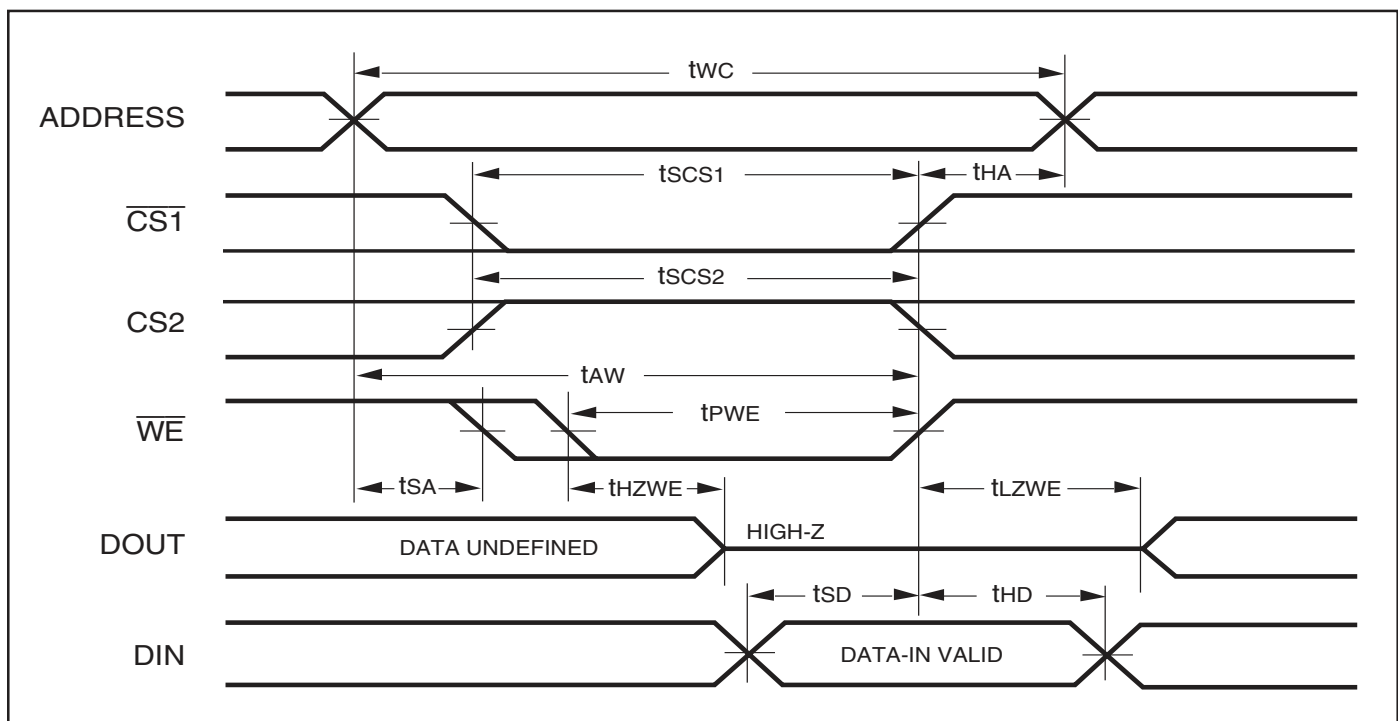 tWC
ADDRESS
tSCS1
tHA
CS1
tSCS2
CS2
tAW
tPWE
WE
tSA
tHZWE
tLZWE
DOUT
DATA UNDEFINED
HIGH-Z
tSD
tHD
DIN
DATA-IN VALID